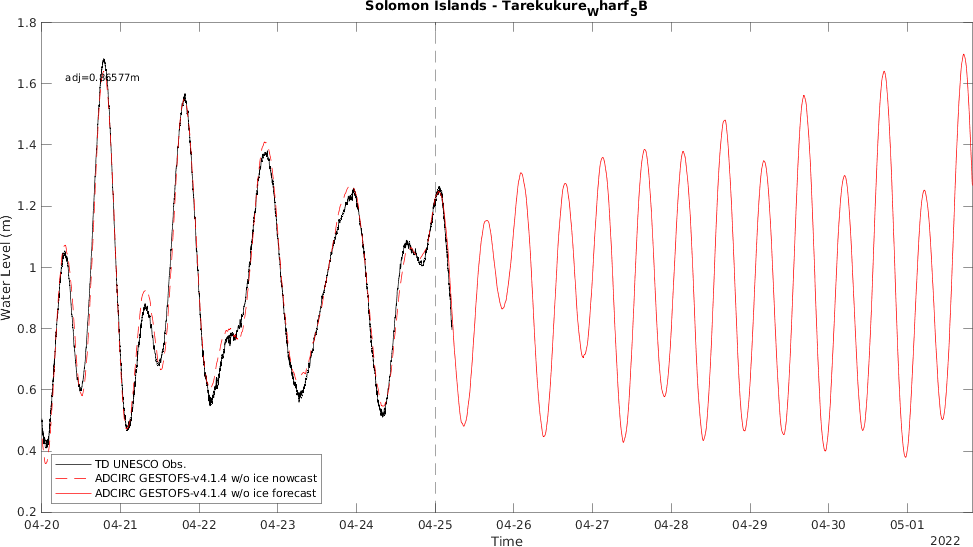 Solomon Islands - Tarekukure_Wharf_SB
1.8
1.6
1.4
1.2
1
0.8
0.6
0.4
0.2
Water Level (m)
adj=0.86577m
TD UNESCO Obs.
ADCIRC GESTOFS-v4.1.4 w/o ice nowcast
ADCIRC GESTOFS-v4.1.4 w/o ice forecast
04-20 04-21 04-22 04-23 04-24 04-25 04-26 04-27 04-28 04-29 04-30 05-01
Time
2022